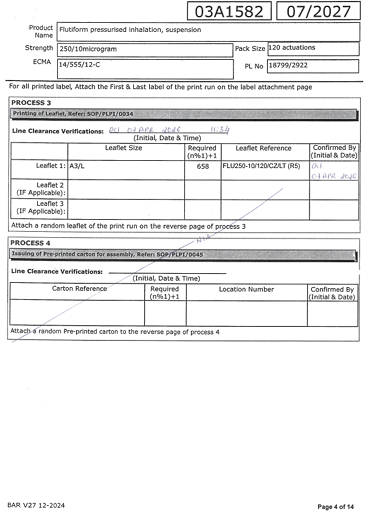 03A1582 07/2027
Product Name Flutiform pressurised inhalation, suspension
Strength 250/10microgram Pack Size 120 actuations
ECMA 14/555/12-C PL No 18799/2922
For all printed label, Attach the First & Last label of the print run on the label attachment page
PROCESS 3
Printing of Leaflet, Refer: SOP/PLPI/0034
Line Clearance Verifications: 04 APR 2026 11:34
(Initial, Date & Time)
Leaflet Size Required (n%1)+1 Leaflet Reference Confirmed By (Initial & Date)
Leaflet 1: A3/L 658 FLU250-10/120/CZ/LT (R5) 04 APR 2026
Leaflet 2 (IF Applicable):
Leaflet 3 (IF Applicable):
Attach a random leaflet of the print run on the reverse page of process 3
N/A
PROCESS 4
Issuing of Pre-printed carton for assembly, Refer: SOP/PLPI/0045
Line Clearance Verifications:
(Initial, Date & Time)
Carton Reference Required (n%1)+1 Location Number Confirmed By (Initial & Date)
Attach a random Pre-printed carton to the reverse page of process 4
BAR V27 12-2024 Page 4 of 14